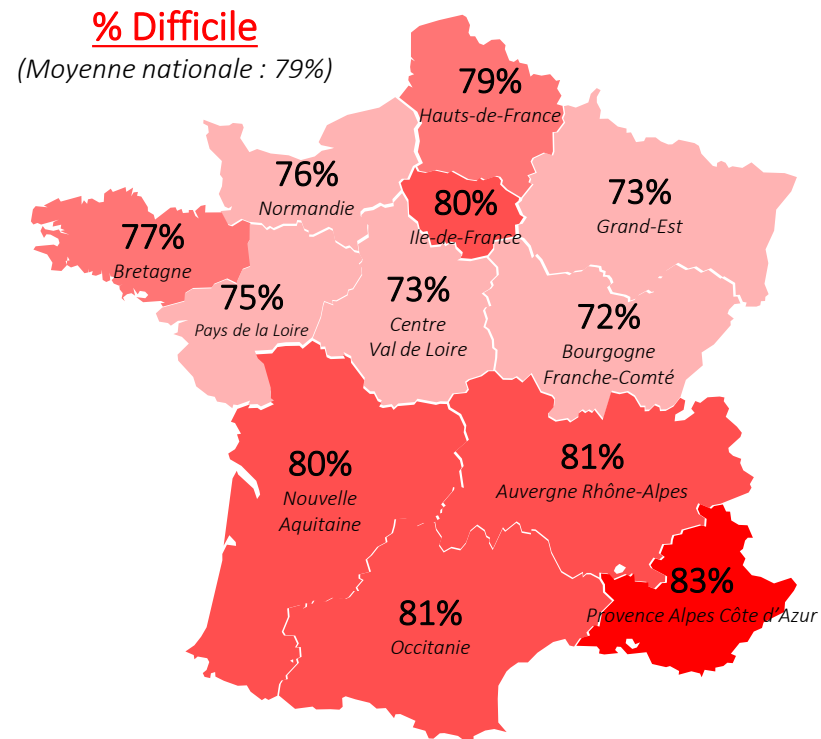 % Difficile
(Moyenne nationale : 79%)
79%
Hauts-de-France
76%
Normandie
80%
Ile-de-France
73%
Grand-Est
77%
Bretagne
75%
Pays de la Loire
73%
Centre
Val de Loire
72%
Bourgogne
Franche-Comté
80%
Nouvelle
Aquitaine
81%
Auvergne Rhône-Alpes
83%
Provence Alpes Côte d’Azur
81%
Occitanie